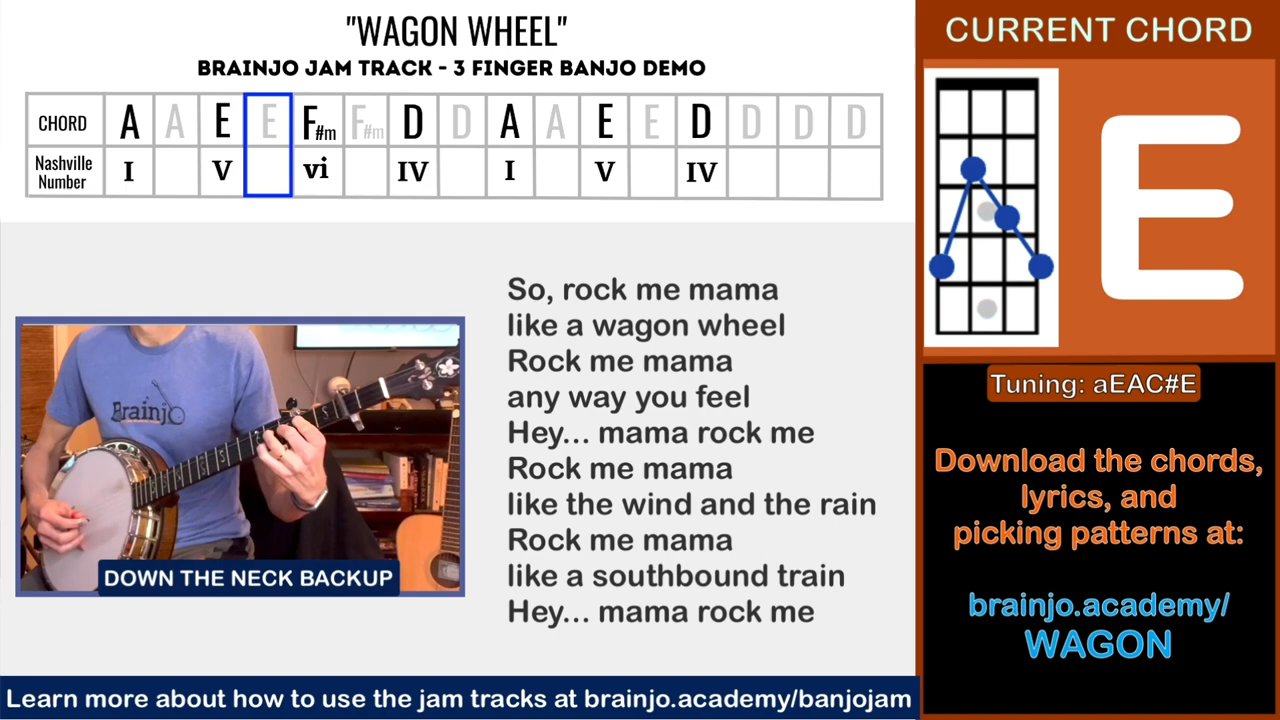 "WAGON WHEEL"
BRAINJO JAM TRACK - 3 FINGER BANJO DEMO
CHORD A A E E F#m F#m D D A A E E D D D D
Nashville Number I V vi IV I V IV
So, rock me mama
like a wagon wheel
Rock me mama
any way you feel
Hey... mama rock me
Rock me mama
like the wind and the rain
Rock me mama
like a southbound train
Hey... mama rock me
Brainjo
DOWN THE NECK BACKUP
Learn more about how to use the jam tracks at brainjo.academy/banjojam
CURRENT CHORD
E
Tuning: aEAC#E
Download the chords,
lyrics, and
picking patterns at:
brainjo.academy/
WAGON